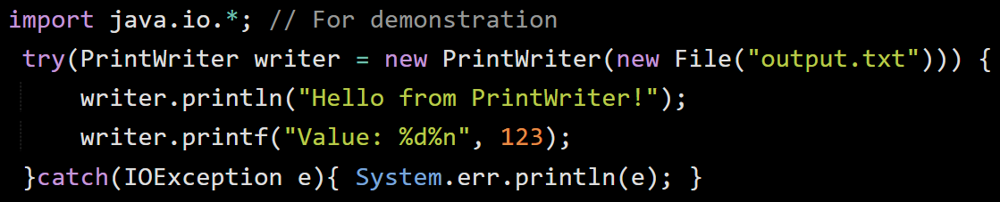 import java.io.*; // For demonstration
try(PrintWriter writer = new PrintWriter(new File("output.txt"))) {
writer.println("Hello from PrintWriter!");
writer.printf("Value: %d%n", 123);
}catch(IOException e){ System.err.println(e); }